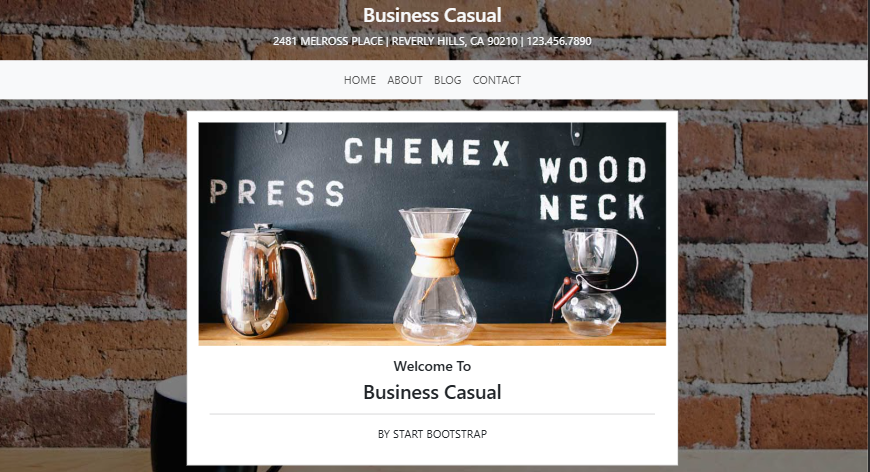 Business Casual
2481 MELROSS PLACE | REVERLY HILLS, CA 90210 | 123.456.7890
HOME ABOUT BLOG CONTACT
CHEMEX
PRESS
WOOD
NECK
Welcome To
Business Casual
BY START BOOTSTRAP